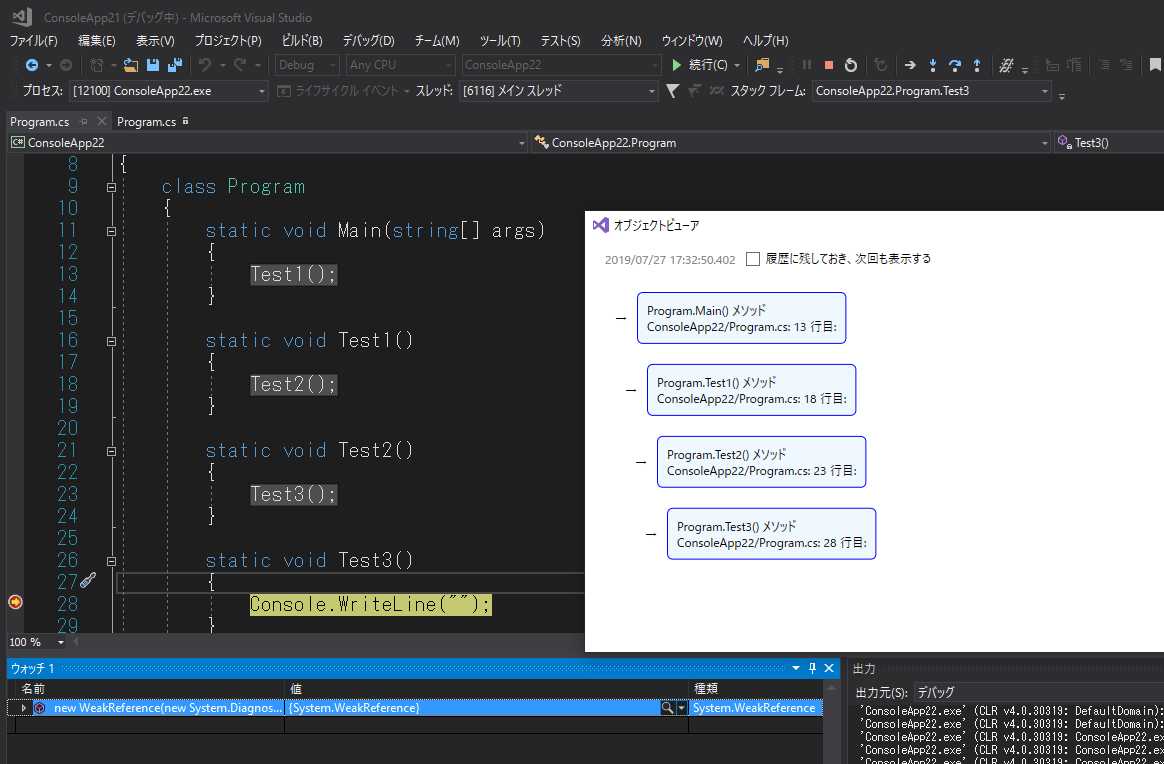 ConsoleApp21 (デバッグ中) - Microsoft Visual Studio
ファイル(F) 編集(E) 表示(V) プロジェクト(P) ビルド(B) デバッグ(D) チーム(M) ツール(T) テスト(S) 分析(N) ウィンドウ(W) ヘルプ(H)
Debug Any CPU ConsoleApp22 続行(C)
プロセス: [12100] ConsoleApp22.exe ライフサイクル イベント スレッド: [6116] メイン スレッド スタック フレーム: ConsoleApp22.Program.Test3
Program.cs Program.cs
C# ConsoleApp22 ConsoleApp22.Program Test3()
8 {
9 class Program
10 {
11 static void Main(string[] args)
12 {
13 Test1();
14 }
15
16 static void Test1()
17 {
18 Test2();
19 }
20
21 static void Test2()
22 {
23 Test3();
24 }
25
26 static void Test3()
27 {
28 Console.WriteLine("");
29 }
100 %
オブジェクトビューア
2019/07/27 17:32:50.402 履歴に残しておき、次回も表示する
→ Program.Main() メソッド
ConsoleApp22/Program.cs: 13 行目:
→ Program.Test1() メソッド
ConsoleApp22/Program.cs: 18 行目:
→ Program.Test2() メソッド
ConsoleApp22/Program.cs: 23 行目:
→ Program.Test3() メソッド
ConsoleApp22/Program.cs: 28 行目:
ウォッチ 1
名前 値 種類
new WeakReference(new System.Diagnos... {System.WeakReference} System.WeakReference
出力
出力元(S): デバッグ
'ConsoleApp22.exe' (CLR v4.0.30319: DefaultDomain):
'ConsoleApp22.exe' (CLR v4.0.30319: DefaultDomain):
'ConsoleApp22.exe' (CLR v4.0.30319: ConsoleApp22.ex
'ConsoleApp22.exe' (CLR v4.0.30319: ConsoleApp22.ex
'ConsoleApp22.exe' (CLR v4.0.30319: ConsoleApp22.ex